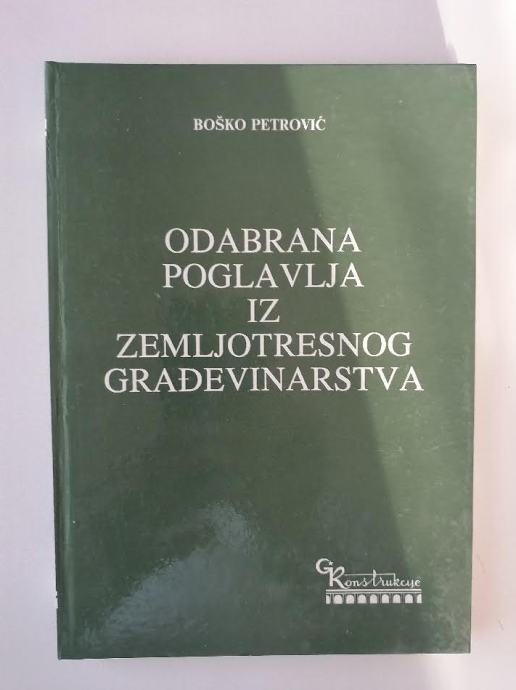 BOŠKO PETROVIĆ
ODABRANA
POGLAVLJA
IZ
ZEMLJOTRESNOG
GRAĐEVINARSTVA
GKonstrukcije